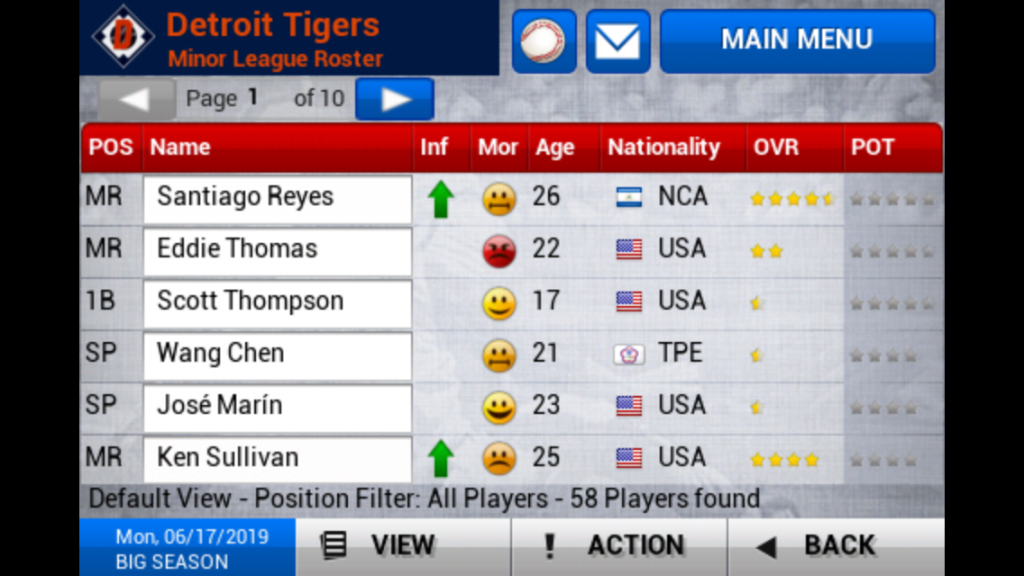 Detroit Tigers
Minor League Roster
MAIN MENU
Page 1 of 10
POS Name Inf Mor Age Nationality OVR POT
MR Santiago Reyes 26 NCA
MR Eddie Thomas 22 USA
1B Scott Thompson 17 USA
SP Wang Chen 21 TPE
SP José Marín 23 USA
MR Ken Sullivan 25 USA
Default View - Position Filter: All Players - 58 Players found
Mon, 06/17/2019
BIG SEASON
VIEW ! ACTION BACK